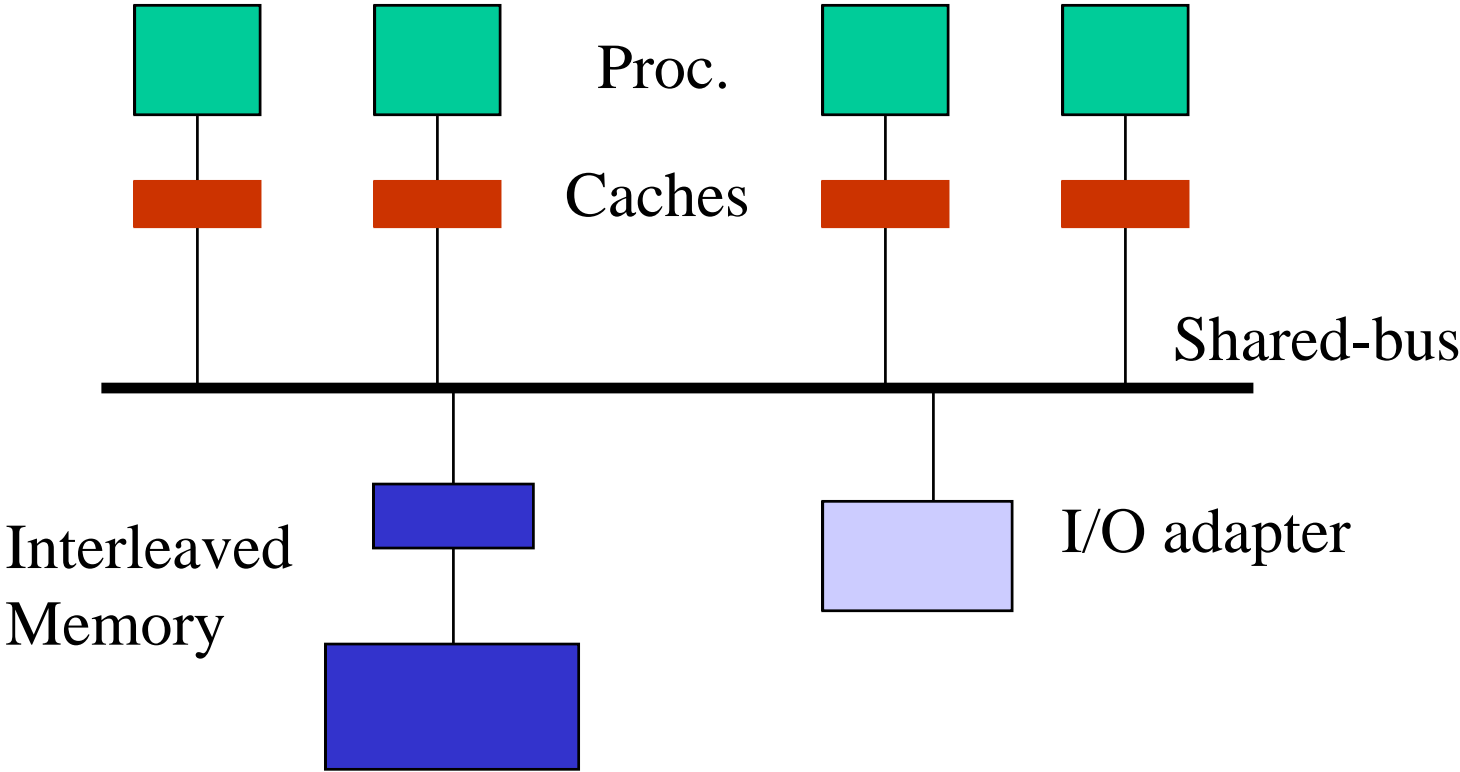 Proc.
Caches
Shared-bus
Interleaved
Memory
I/O adapter